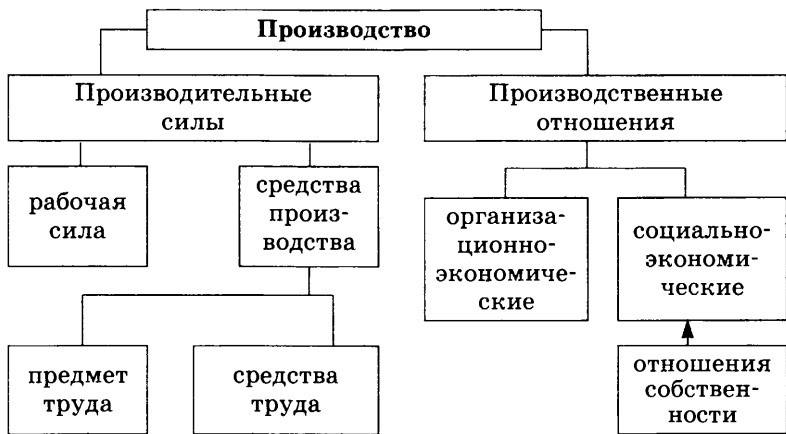 Производство
Производительные
силы
Производственные
отношения
рабочая
сила
средства
произ-
водства
организа-
ционно-
экономиче-
ские
социально-
экономи-
ческие
предмет
труда
средства
труда
отношения
собствен-
ности